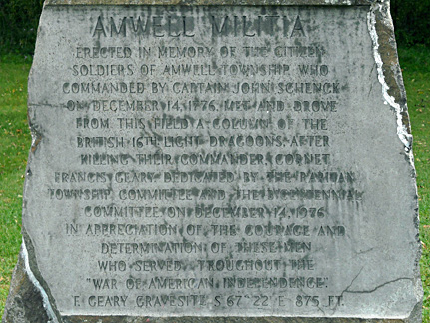 AMWELL MILITIA
ERECTED IN MEMORY OF THE CITIZEN
SOLDIERS OF AMWELL TOWNSHIP, WHO
COMMANDED BY CAPTAIN JOHN SCHENCK
ON DECEMBER 14, 1776, MET AND DROVE
FROM THIS FIELD A COLUMN OF THE
BRITISH 16TH LIGHT DRAGOONS AFTER
KILLING THEIR COMMANDER, CORNET
FRANCIS GEARY. DEDICATED BY THE RARITAN
TOWNSHIP COMMITTEE AND THE BICENTENNIAL
COMMITTEE ON DECEMBER 14, 1976
IN APPRECIATION OF THE COURAGE AND
DETERMINATION OF THESE MEN
WHO SERVED TROUGHOUT THE
"WAR OF AMERICAN INDEPENDENCE".
F. GEARY GRAVESITE S 67° 22' E 875 FT.